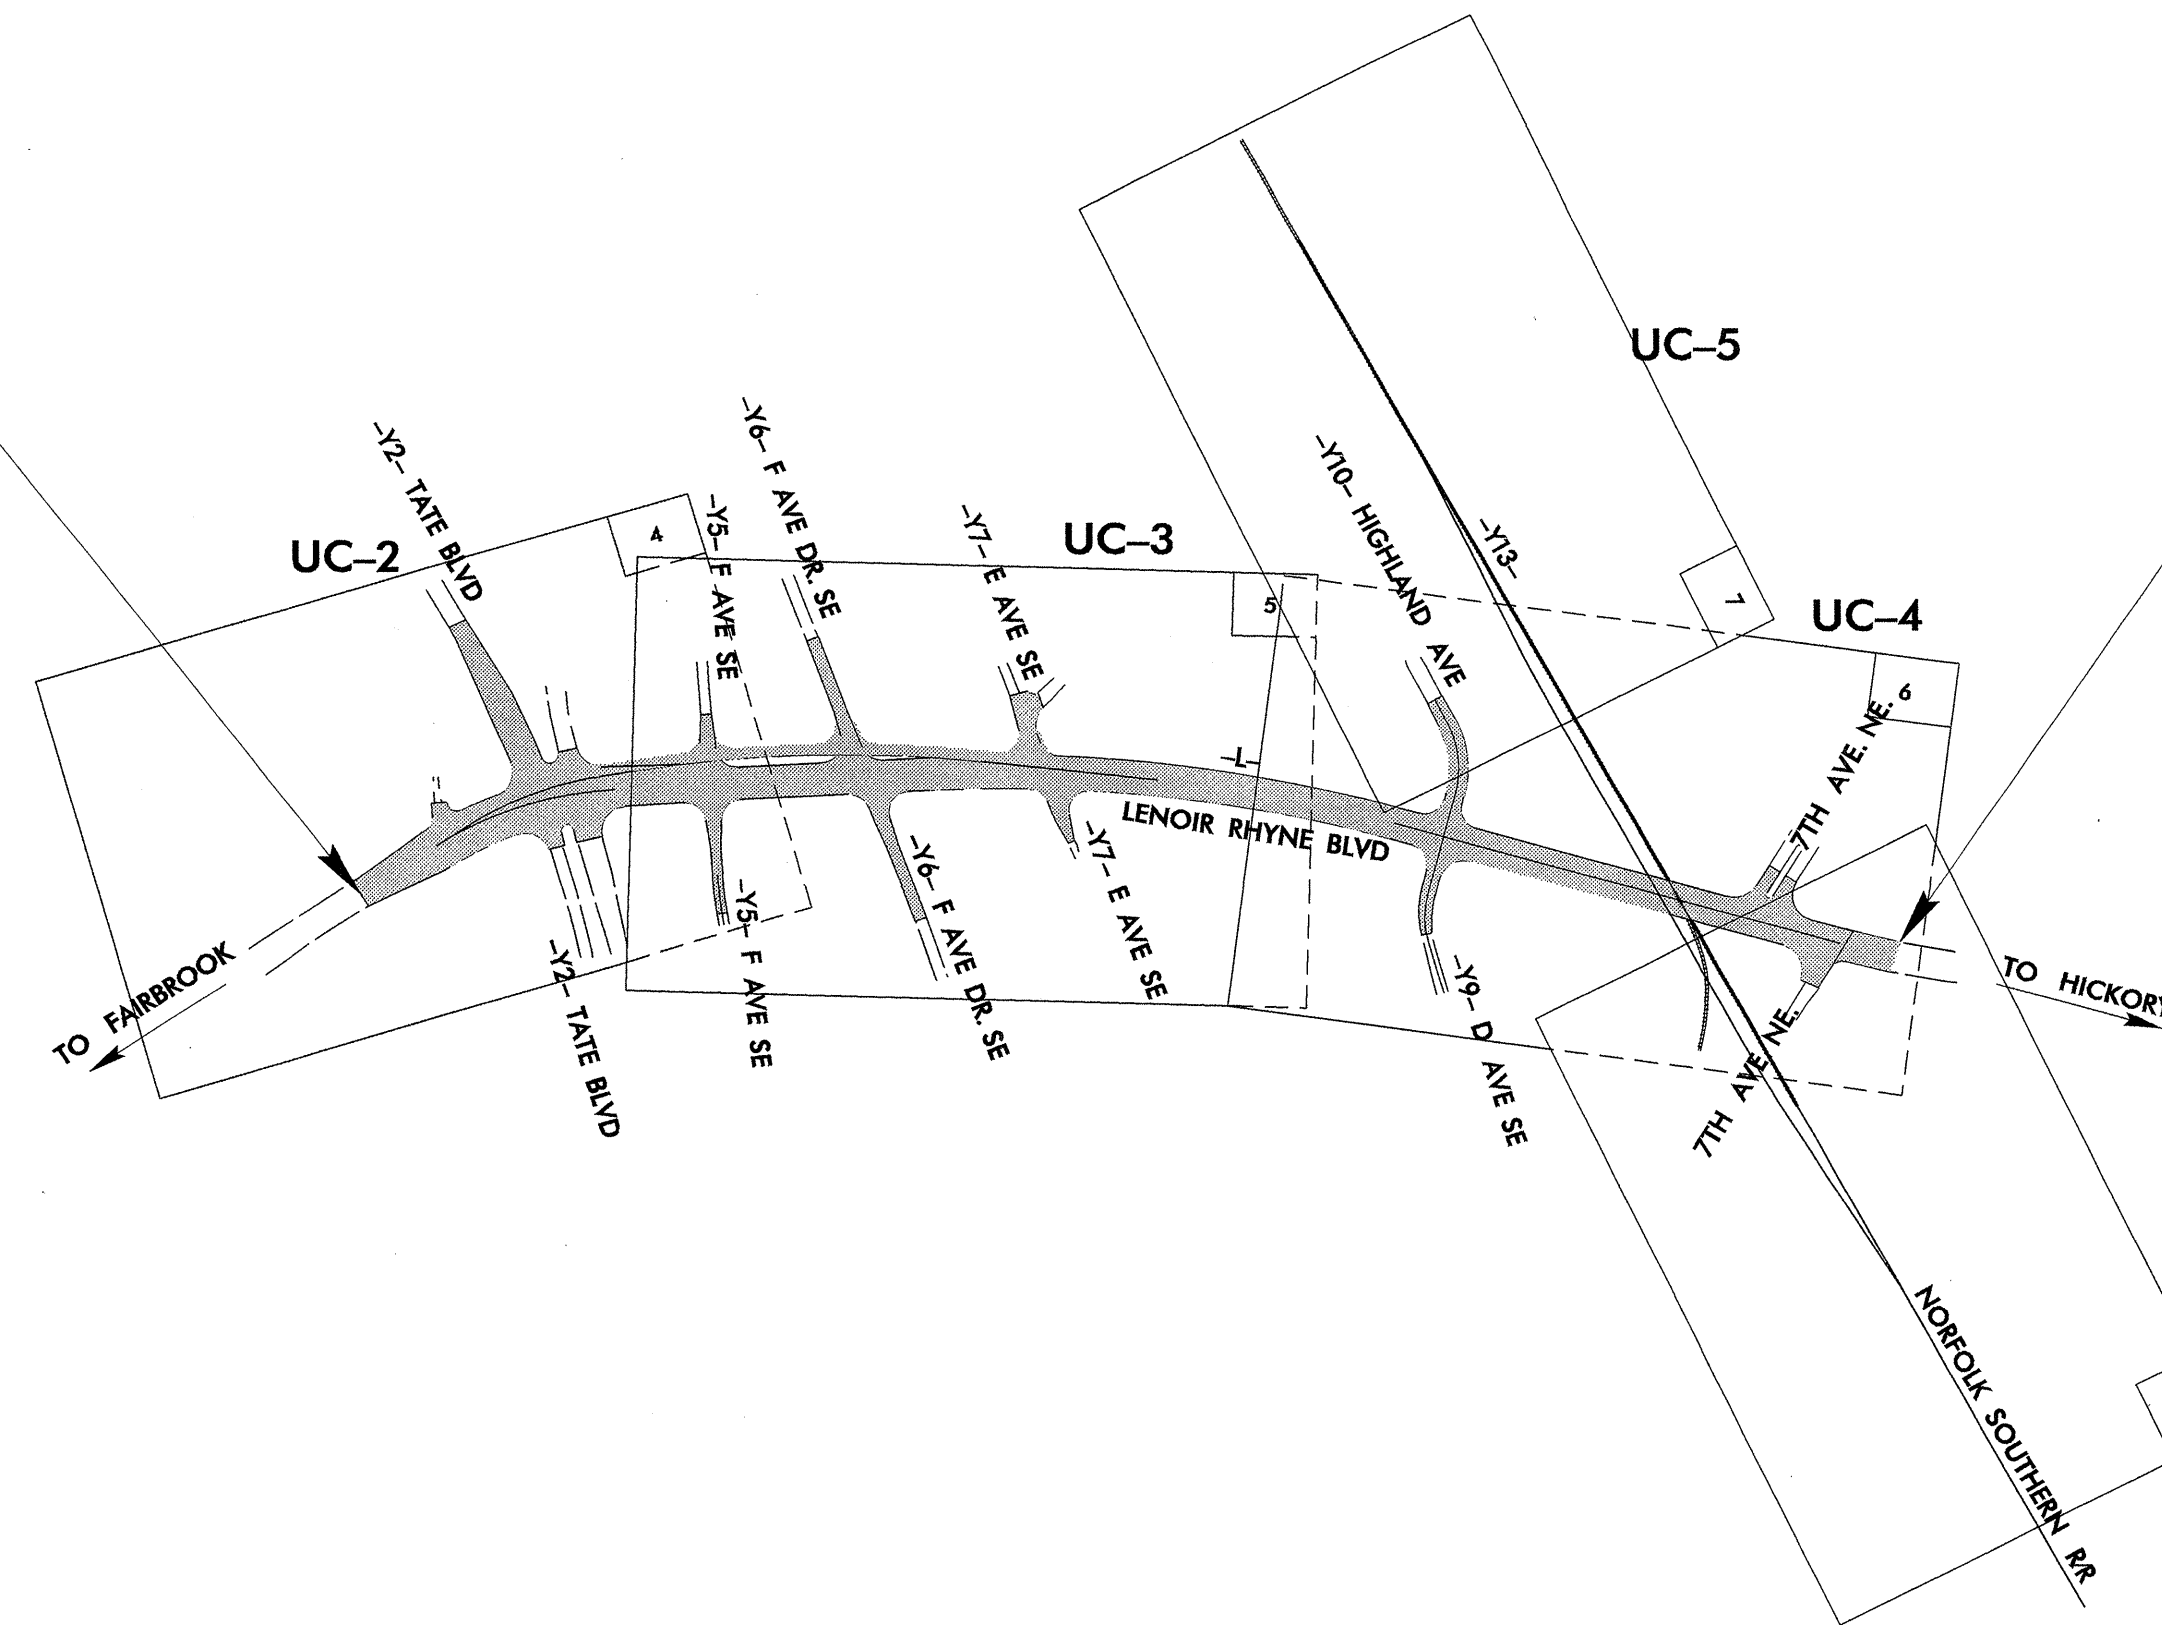 UC–5
–Y6– F AVE DR. SE
–Y2– TATE BLVD
–Y10– HIGHLAND AVE
–Y5– F AVE SE
–Y7– E AVE SE
–Y13–
UC–2
4
UC–3
5
7
UC–4
6
7TH AVE. NE.
–L–
LENOIR RHYNE BLVD
–Y7– E AVE SE
–Y6– F AVE DR. SE
–Y5– F AVE SE
–Y2– TATE BLVD
–Y9– D AVE SE
TO FAIRBROOK
TO HICKORY
7TH AVE. NE.
NORFOLK SOUTHERN R/R